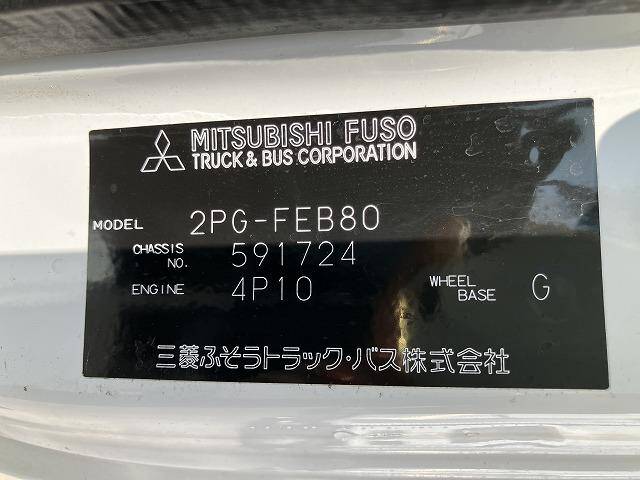 MITSUBISHI FUSO
TRUCK & BUS CORPORATION
MODEL 2PG-FEB80
CHASSIS NO. 591724
ENGINE 4P10 WHEEL BASE G
三菱ふそうトラック・バス株式会社